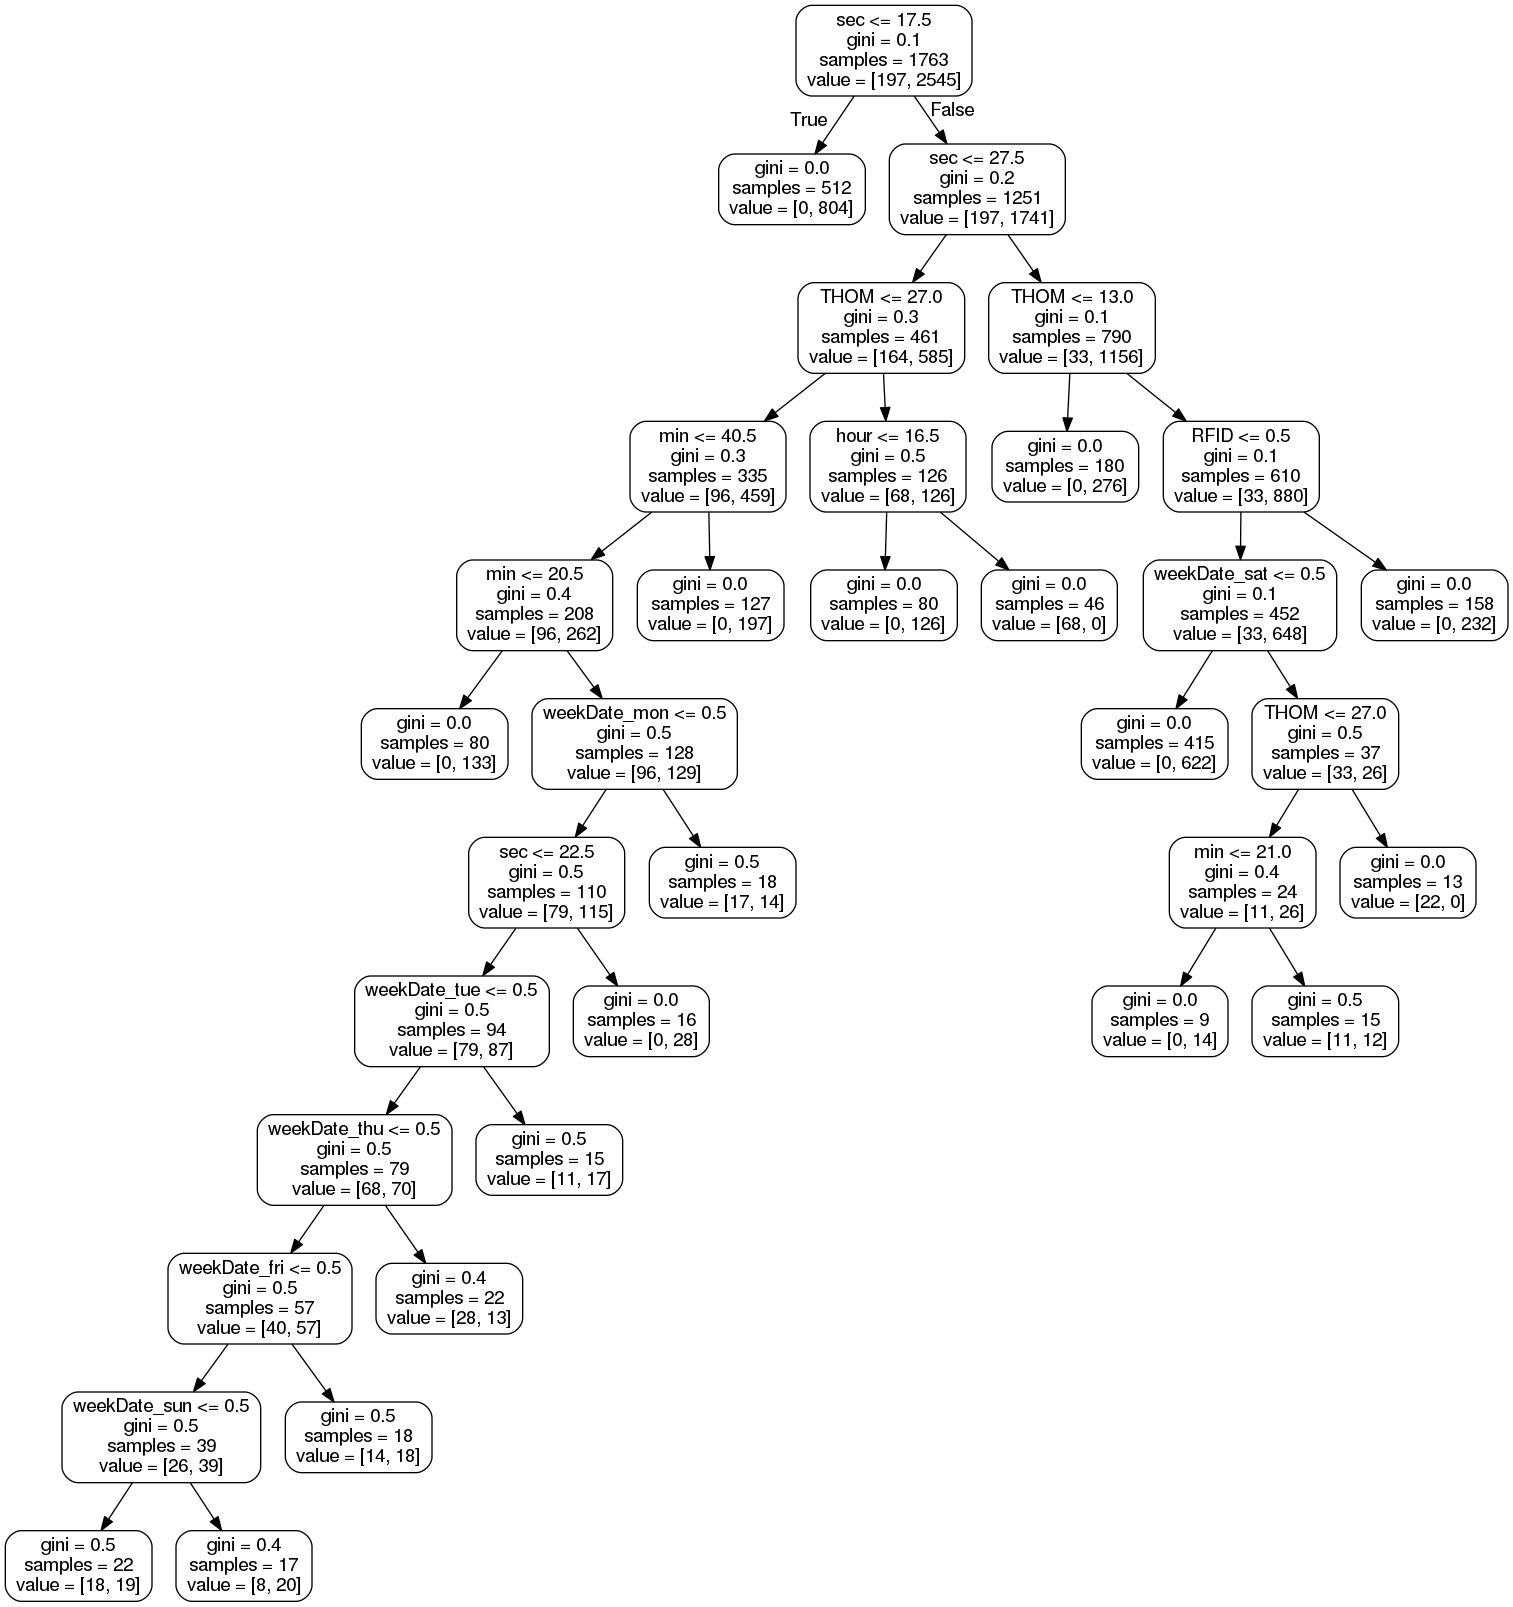 sec <= 17.5
gini = 0.1
samples = 1763
value = [197, 2545]
True
False
gini = 0.0
samples = 512
value = [0, 804]
sec <= 27.5
gini = 0.2
samples = 1251
value = [197, 1741]
THOM <= 27.0
gini = 0.3
samples = 461
value = [164, 585]
THOM <= 13.0
gini = 0.1
samples = 790
value = [33, 1156]
min <= 40.5
gini = 0.3
samples = 335
value = [96, 459]
hour <= 16.5
gini = 0.5
samples = 126
value = [68, 126]
gini = 0.0
samples = 180
value = [0, 276]
RFID <= 0.5
gini = 0.1
samples = 610
value = [33, 880]
min <= 20.5
gini = 0.4
samples = 208
value = [96, 262]
gini = 0.0
samples = 127
value = [0, 197]
gini = 0.0
samples = 80
value = [0, 126]
gini = 0.0
samples = 46
value = [68, 0]
weekDate_sat <= 0.5
gini = 0.1
samples = 452
value = [33, 648]
gini = 0.0
samples = 158
value = [0, 232]
gini = 0.0
samples = 80
value = [0, 133]
weekDate_mon <= 0.5
gini = 0.5
samples = 128
value = [96, 129]
gini = 0.0
samples = 415
value = [0, 622]
THOM <= 27.0
gini = 0.5
samples = 37
value = [33, 26]
sec <= 22.5
gini = 0.5
samples = 110
value = [79, 115]
gini = 0.5
samples = 18
value = [17, 14]
min <= 21.0
gini = 0.4
samples = 24
value = [11, 26]
gini = 0.0
samples = 13
value = [22, 0]
weekDate_tue <= 0.5
gini = 0.5
samples = 94
value = [79, 87]
gini = 0.0
samples = 16
value = [0, 28]
gini = 0.0
samples = 9
value = [0, 14]
gini = 0.5
samples = 15
value = [11, 12]
weekDate_thu <= 0.5
gini = 0.5
samples = 79
value = [68, 70]
gini = 0.5
samples = 15
value = [11, 17]
weekDate_fri <= 0.5
gini = 0.5
samples = 57
value = [40, 57]
gini = 0.4
samples = 22
value = [28, 13]
weekDate_sun <= 0.5
gini = 0.5
samples = 39
value = [26, 39]
gini = 0.5
samples = 18
value = [14, 18]
gini = 0.5
samples = 22
value = [18, 19]
gini = 0.4
samples = 17
value = [8, 20]